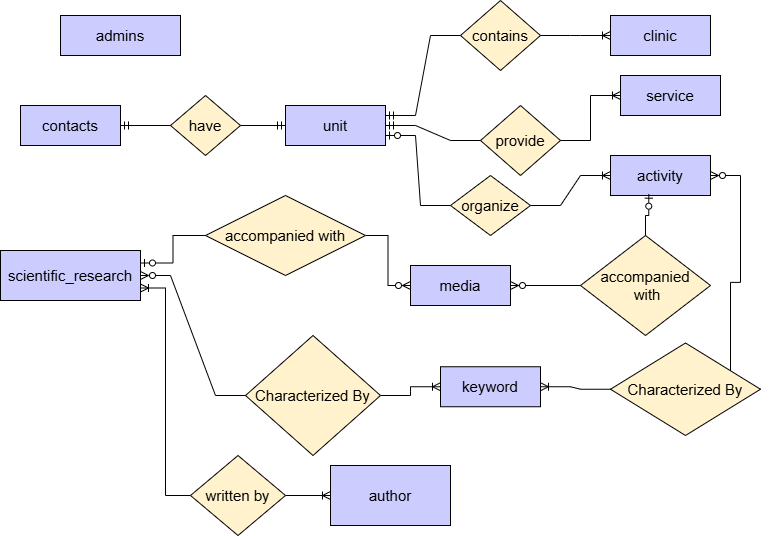 admins
contains
clinic
service
contacts
have
unit
provide
activity
organize
accompanied with
scientific_research
media
accompanied
with
Characterized By
keyword
Characterized By
written by
author